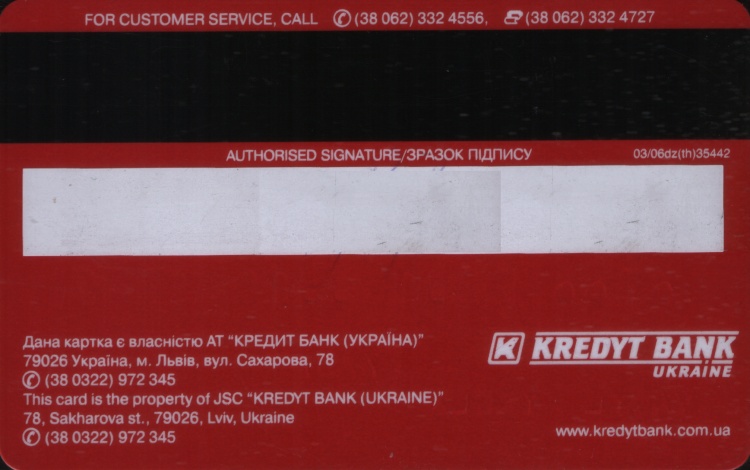 FOR CUSTOMER SERVICE, CALL ✆ (38 062) 332 4556, (38 062) 332 4727
AUTHORISED SIGNATURE/ЗРАЗОК ПІДПИСУ
03/06dz(th)35442
Дана картка є власністю АТ “КРЕДИТ БАНК (УКРАЇНА)”
79026 Україна, м. Львів, вул. Сахарова, 78
✆ (38 0322) 972 345
This card is the property of JSC “KREDYT BANK (UKRAINE)”
78, Sakharova st., 79026, Lviv, Ukraine
✆ (38 0322) 972 345
KREDYT BANK
UKRAINE
www.kredytbank.com.ua